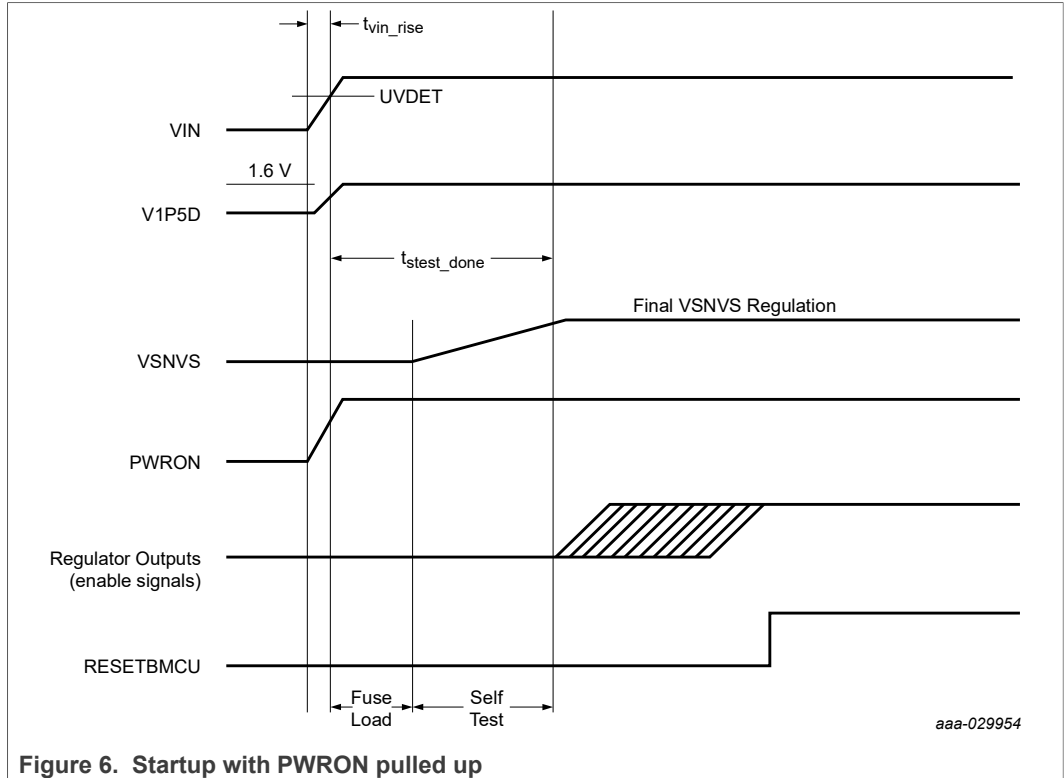 tvin_rise
UVDET
VIN
1.6 V
V1P5D
tstest_done
Final VSNVS Regulation
VSNVS
PWRON
Regulator Outputs
(enable signals)
RESETBMCU
Fuse
Load
Self
Test
aaa-029954
Figure 6. Startup with PWRON pulled up